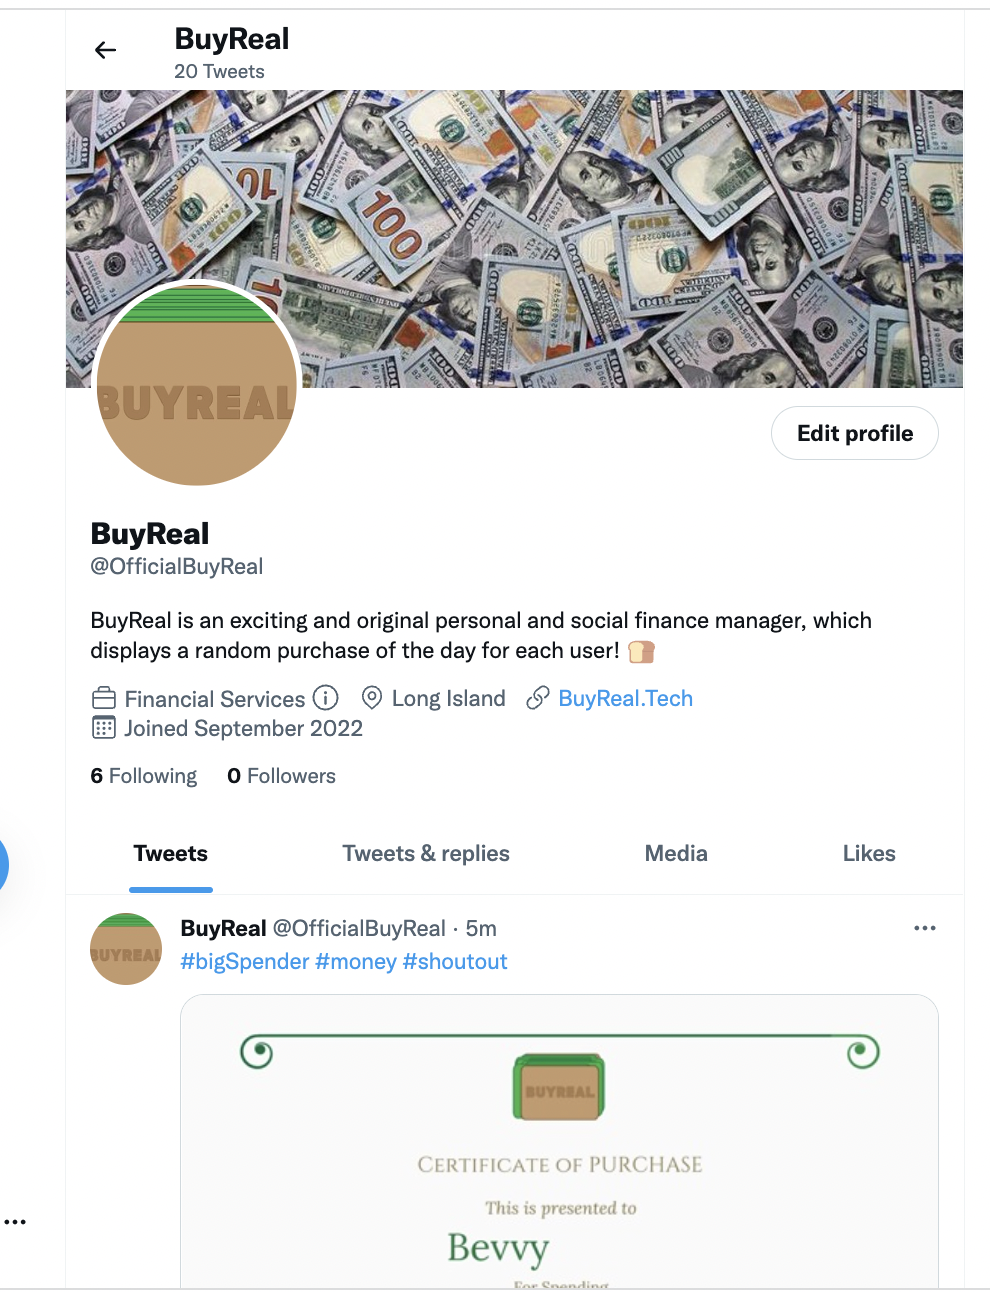 BuyReal
20 Tweets
100
BUYREAL
Edit profile
BuyReal
@OfficialBuyReal
BuyReal is an exciting and original personal and social finance manager, which
displays a random purchase of the day for each user! 🍞
Financial Services Long Island BuyReal.Tech
Joined September 2022
6 Following 0 Followers
Tweets Tweets & replies Media Likes
BuyReal @OfficialBuyReal · 5m
BUYREAL
#bigSpender #money #shoutout
BUYREAL
CERTIFICATE OF PURCHASE
This is presented to
Bevvy
For Spending